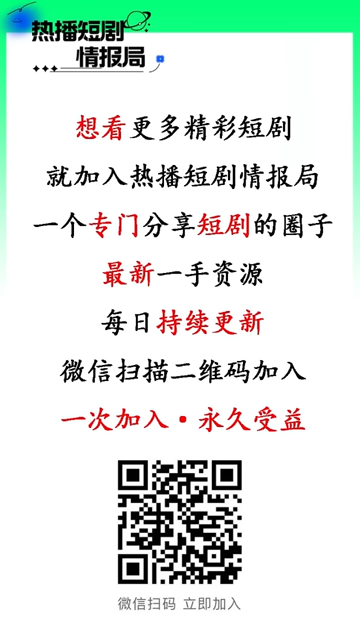 热播短剧
情报局
想看更多精彩短剧
就加入热播短剧情报局
一个专门分享短剧的圈子
最新一手资源
每日持续更新
微信扫描二维码加入
一次加入·永久受益
微信扫码 立即加入